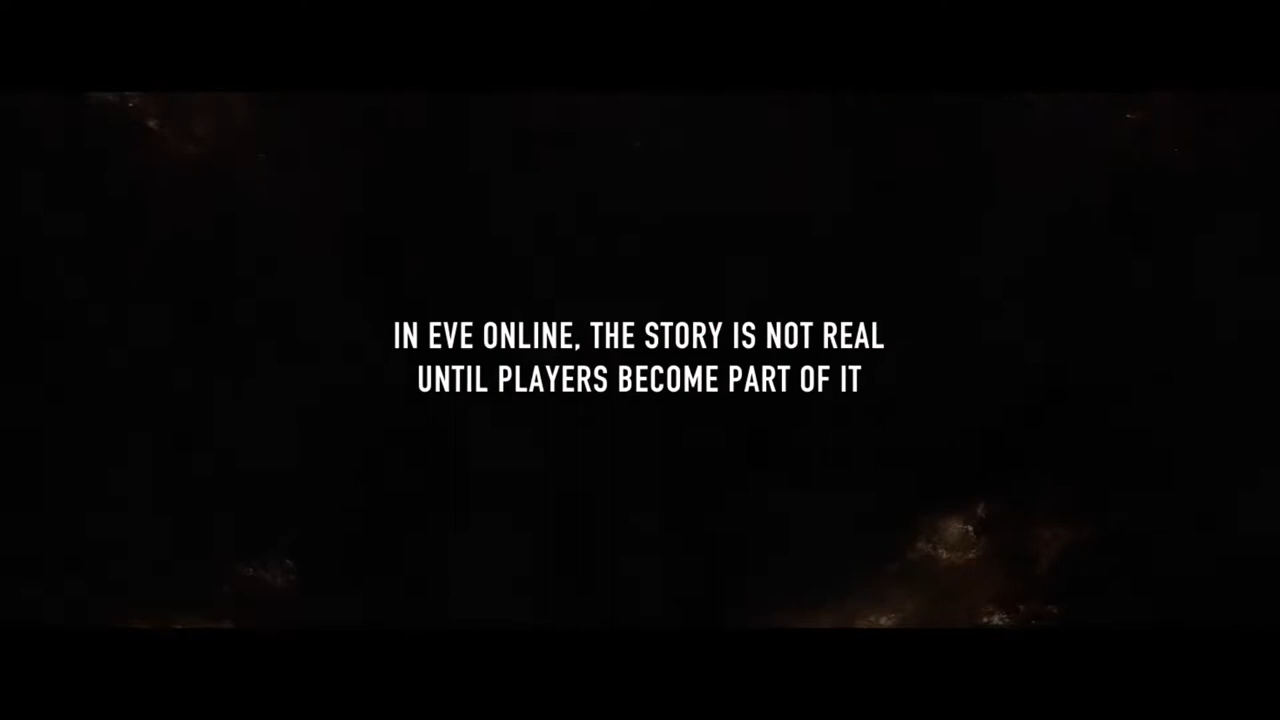 IN EVE ONLINE, THE STORY IS NOT REAL
UNTIL PLAYERS BECOME PART OF IT